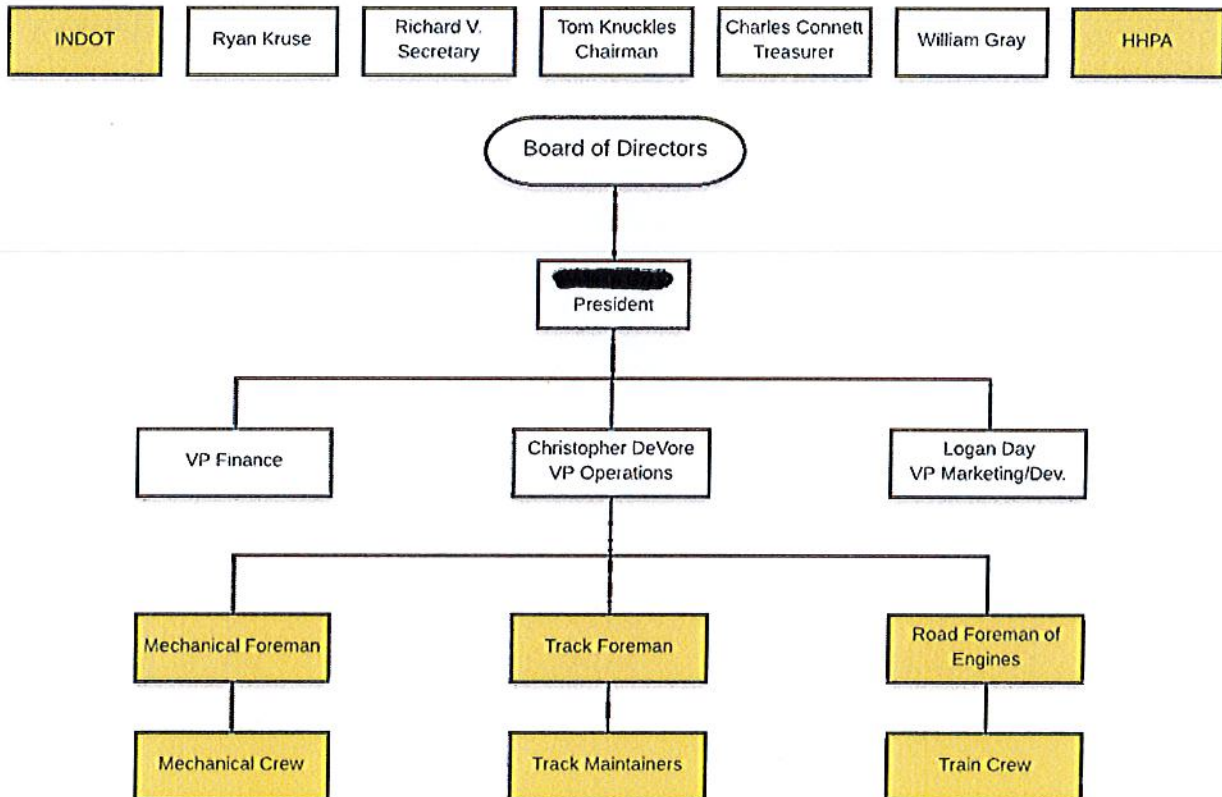 INDOT
Ryan Kruse
Richard V.
Secretary
Tom Knuckles
Chairman
Charles Connett
Treasurer
William Gray
HHPA
Board of Directors
President
VP Finance
Christopher DeVore
VP Operations
Logan Day
VP Marketing/Dev.
Mechanical Foreman
Track Foreman
Road Foreman of
Engines
Mechanical Crew
Track Maintainers
Train Crew